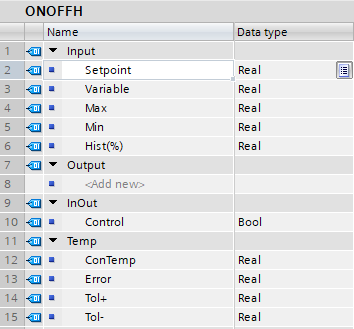 ONOFFH
Name Data type
1 Input
2 Setpoint Real
3 Variable Real
4 Max Real
5 Min Real
6 Hist(%) Real
7 Output
8 <Add new>
9 InOut
10 Control Bool
11 Temp
12 ConTemp Real
13 Error Real
14 Tol+ Real
15 Tol- Real